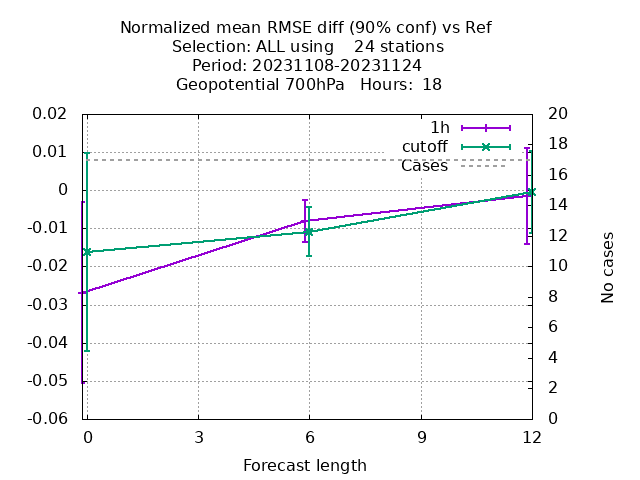 Normalized mean RMSE diff (90% conf) vs Ref
Selection: ALL using    24 stations
Period: 20231108-20231124
Geopotential 700hPa   Hours:  18
0.02
0.01
0
-0.01
-0.02
-0.03
-0.04
-0.05
-0.06
1h
cutoff
Cases
20
18
16
14
12
10
8
6
4
2
0
No cases
0
3
6
9
12
Forecast length